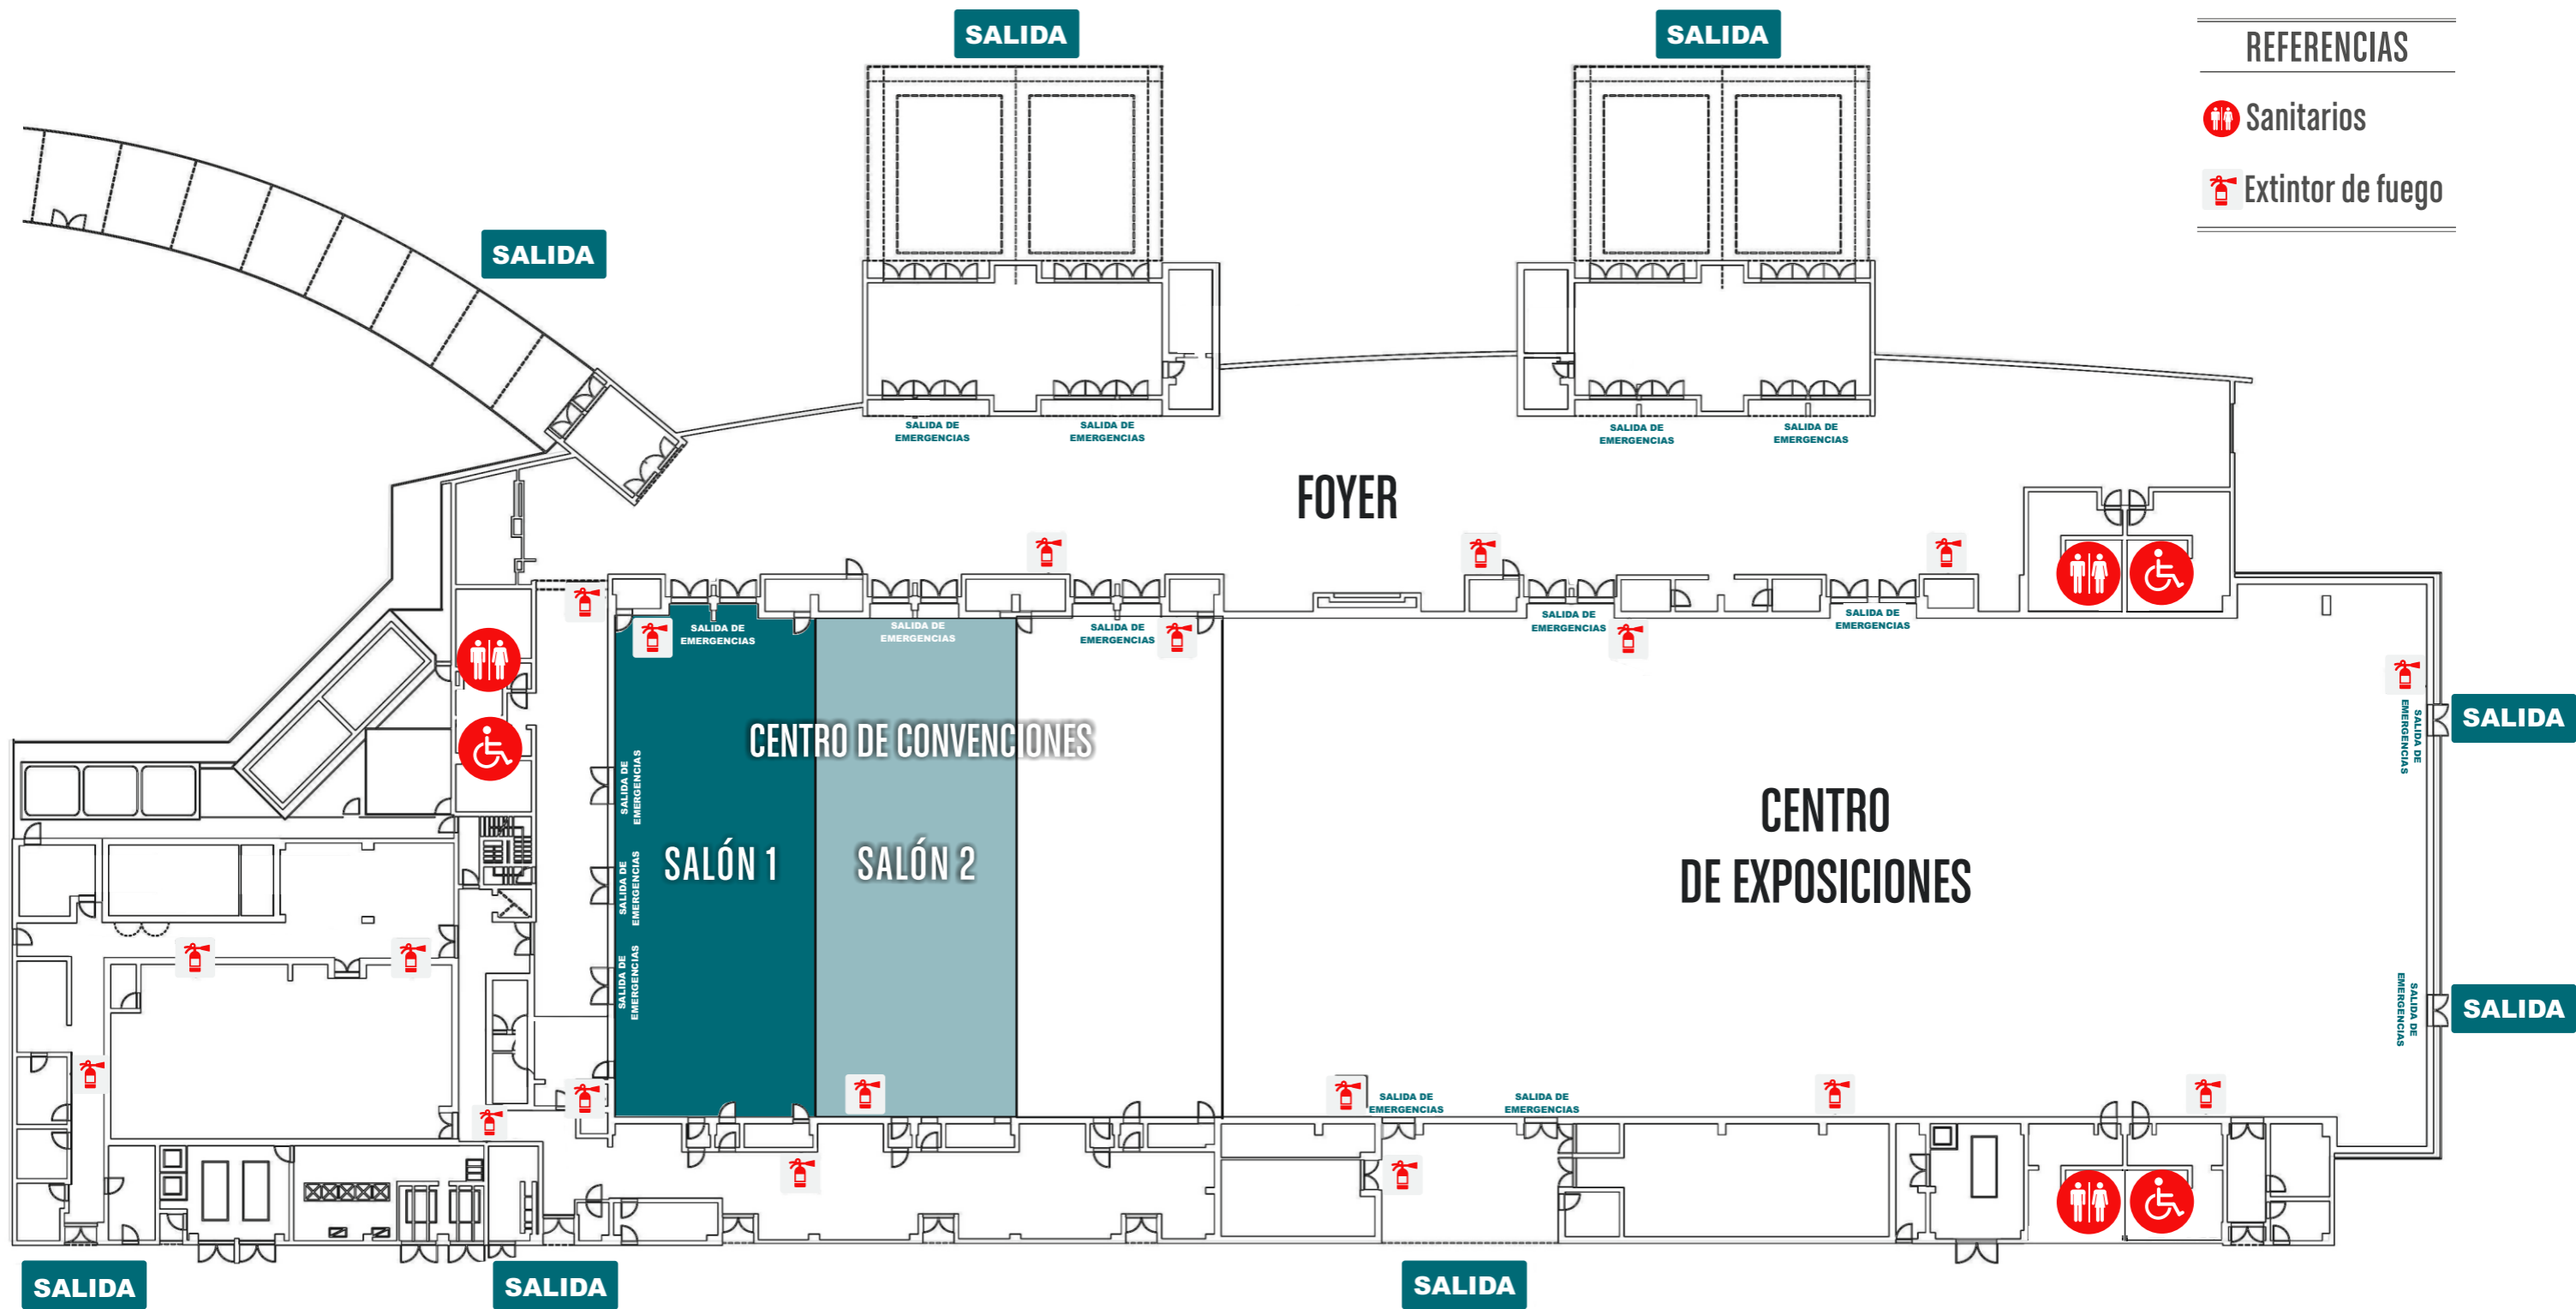 SALIDA
SALIDA
REFERENCIAS
Sanitarios
Extintor de fuego
SALIDA
SALIDA DE
EMERGENCIAS
SALIDA DE
EMERGENCIAS
SALIDA DE
EMERGENCIAS
SALIDA DE
EMERGENCIAS
FOYER
SALIDA DE
EMERGENCIAS
SALIDA DE
EMERGENCIAS
SALIDA DE
EMERGENCIAS
SALIDA DE
EMERGENCIAS
SALIDA DE
EMERGENCIAS
CENTRO DE CONVENCIONES
SALIDA DE
EMERGENCIAS
SALIDA
SALIDA DE
EMERGENCIAS
CENTRO
DE EXPOSICIONES
SALÓN 1
SALÓN 2
SALIDA DE
EMERGENCIAS
SALIDA DE
EMERGENCIAS
SALIDA DE
EMERGENCIAS
SALIDA
SALIDA DE
EMERGENCIAS
SALIDA DE
EMERGENCIAS
SALIDA
SALIDA
SALIDA